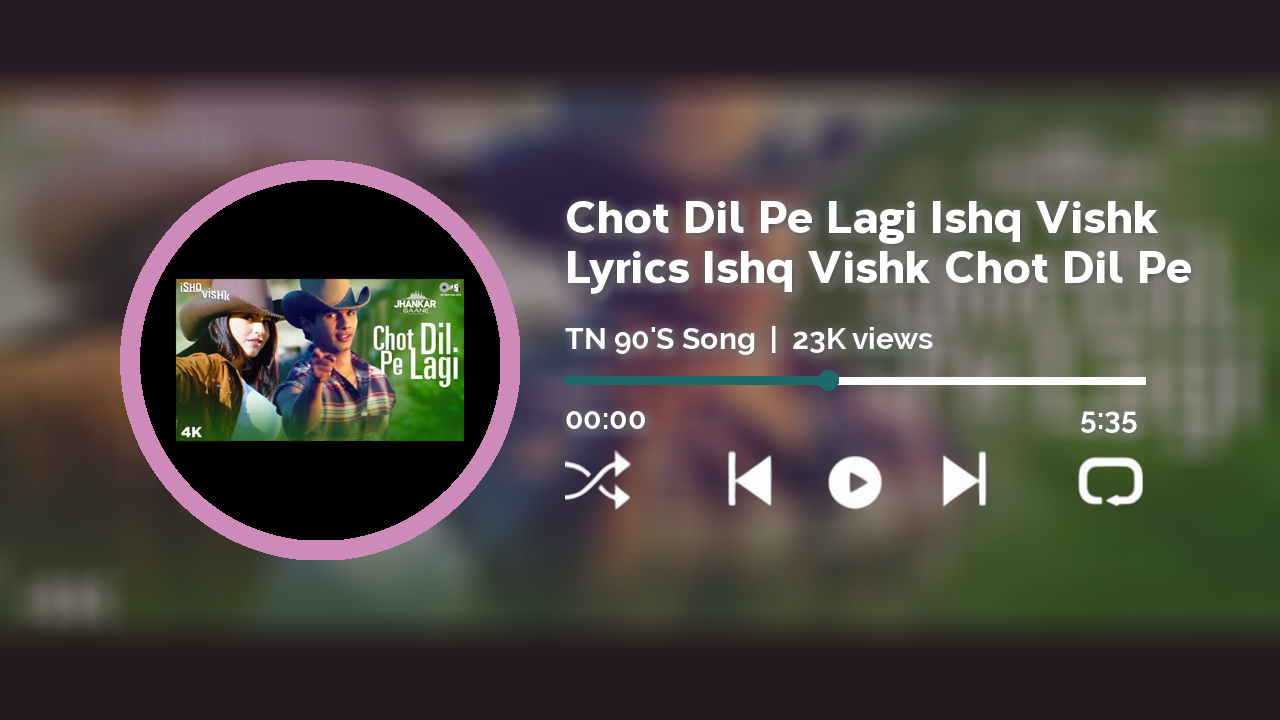 Chot Dil Pe Lagi Ishq Vishk
Lyrics Ishq Vishk Chot Dil Pe
TN 90'S Song | 23K views
00:00
5:35
ISHQ
VISHK
JHANKAR
GAANE
Chot Dil
Pe Lagi
4K